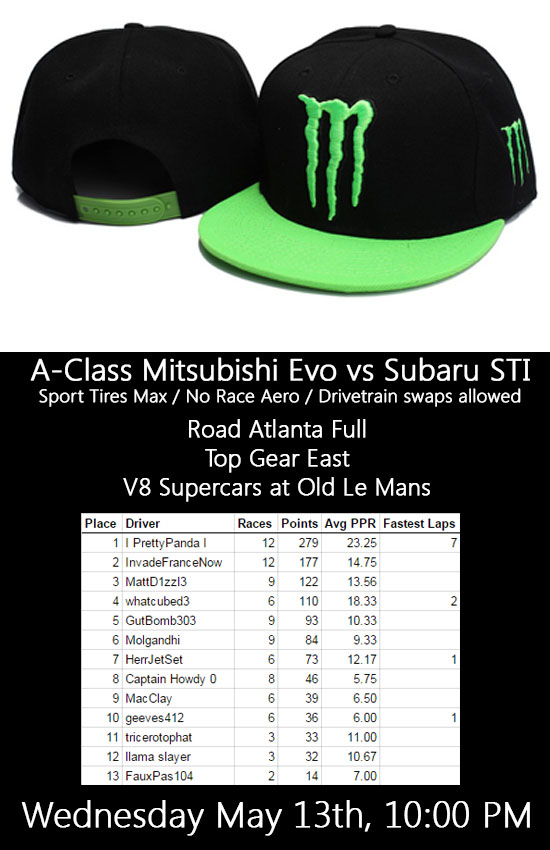 A-Class Mitsubishi Evo vs Subaru STI
Sport Tires Max / No Race Aero / Drivetrain swaps allowed
Road Atlanta Full
Top Gear East
V8 Supercars at Old Le Mans
Place Driver Races Points Avg PPR Fastest Laps
1 I PrettyPanda I 12 279 23.25 7
2 InvadeFranceNow 12 177 14.75
3 MattD1zzl3 9 122 13.56
4 whatcubed3 6 110 18.33 2
5 GutBomb303 9 93 10.33
6 Molgandhi 9 84 9.33
7 HerrJetSet 6 73 12.17 1
8 Captain Howdy 0 8 46 5.75
9 MacClay 6 39 6.50
10 geeves412 6 36 6.00 1
11 tricerotophat 3 33 11.00
12 llama slayer 3 32 10.67
13 FauxPas104 2 14 7.00
Wednesday May 13th, 10:00 PM